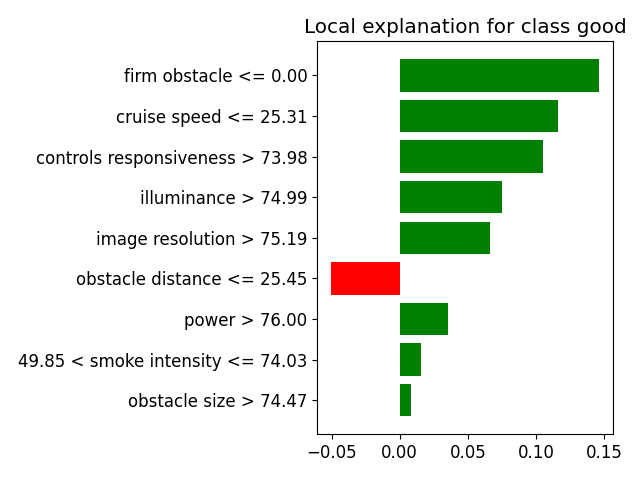 Local explanation for class good
firm obstacle <= 0.00
cruise speed <= 25.31
controls responsiveness > 73.98
illuminance > 74.99
image resolution > 75.19
obstacle distance <= 25.45
power > 76.00
49.85 < smoke intensity <= 74.03
obstacle size > 74.47
−0.05 0.00 0.05 0.10 0.15